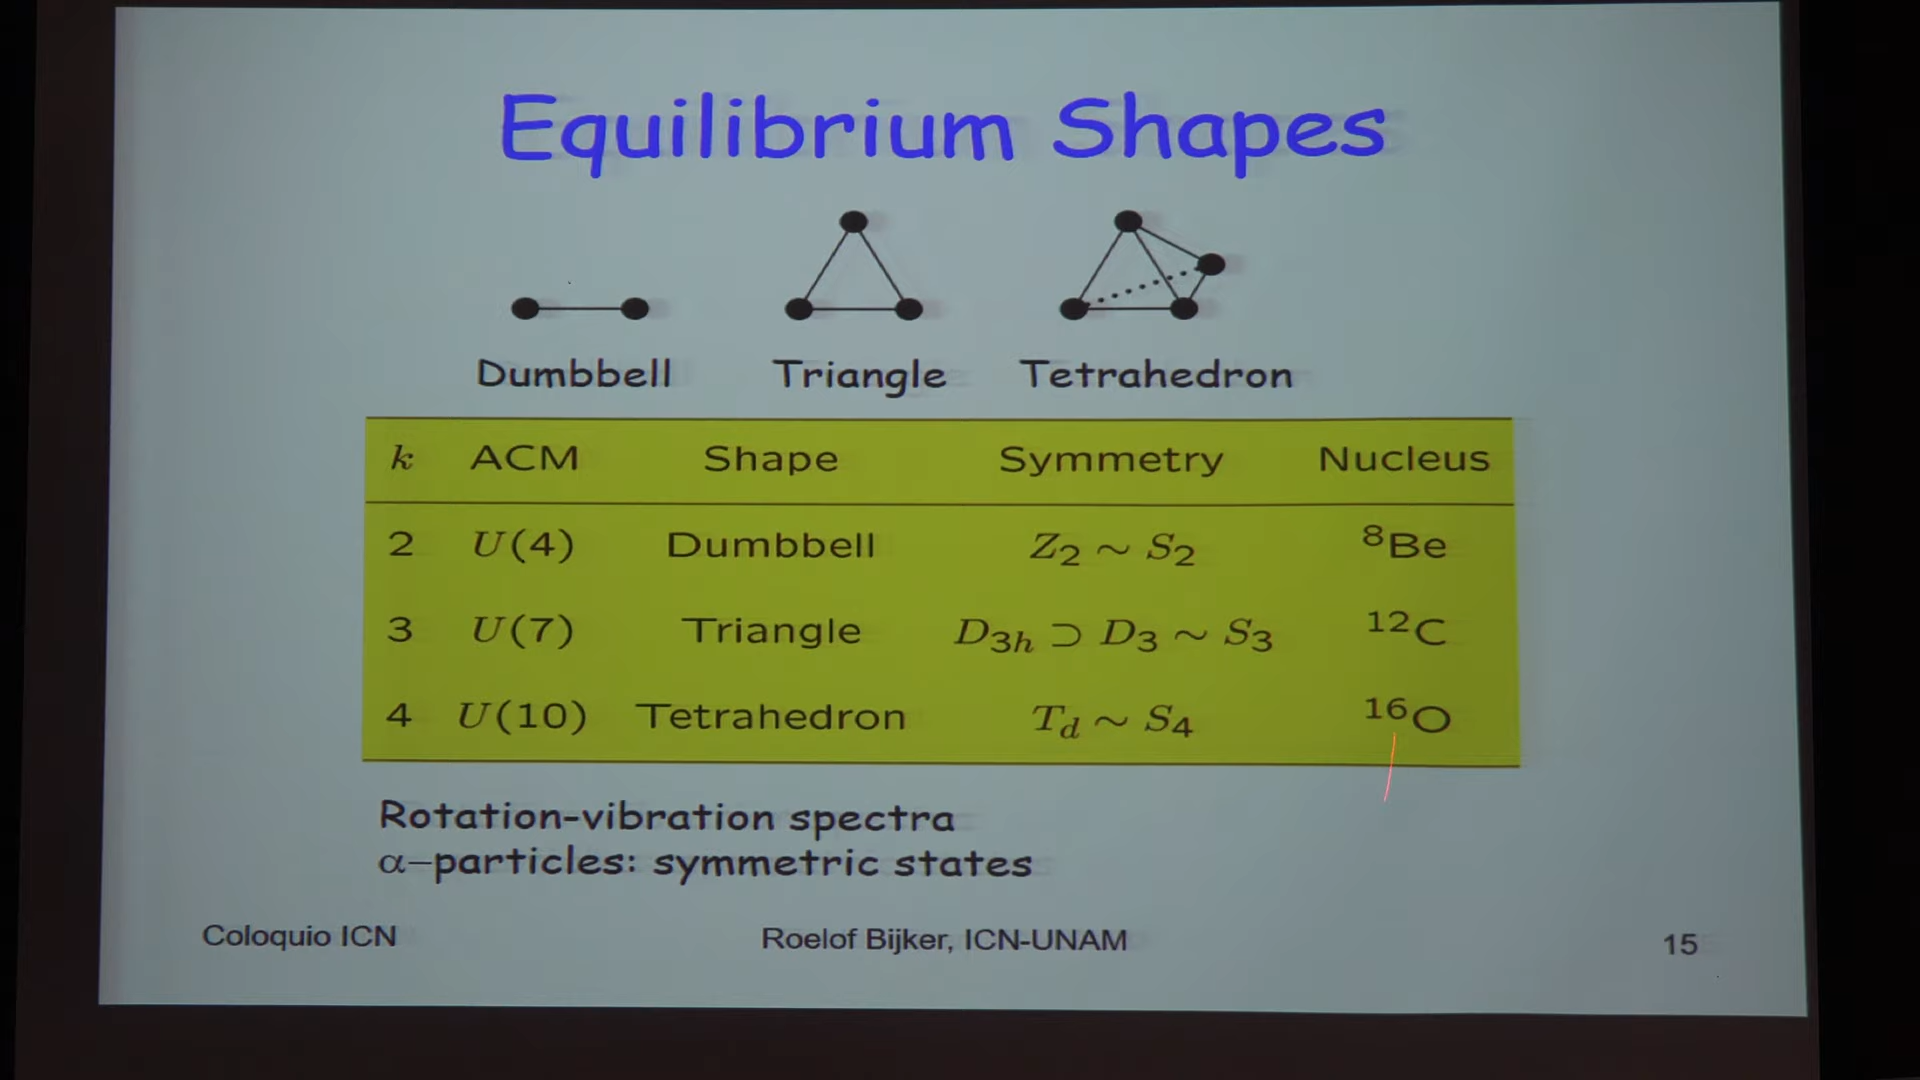 Equilibrium Shapes
Dumbbell Triangle Tetrahedron
k ACM Shape Symmetry Nucleus
2 U(4) Dumbbell Z₂ ∼ S₂ ⁸Be
3 U(7) Triangle D₃ₕ ⊃ D₃ ∼ S₃ ¹²C
4 U(10) Tetrahedron T_d ∼ S₄ ¹⁶O
Rotation-vibration spectra
α–particles: symmetric states
Coloquio ICN Roelof Bijker, ICN-UNAM 15